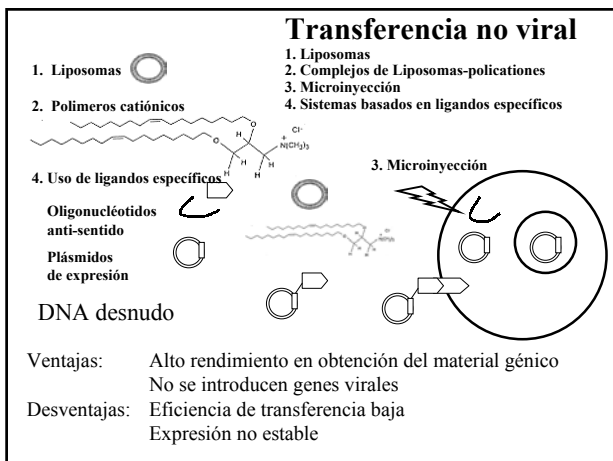 Transferencia no viral
1. Liposomas
2. Complejos de Liposomas-policationes
3. Microinyección
4. Sistemas basados en ligandos específicos
1. Liposomas
2. Polimeros catiónicos
O
O
H
H
H
H
H
Cl-
+
N(CH3)3
4. Uso de ligandos específicos
3. Microinyección
Oligonucleótidos
anti-sentido
Plásmidos
de expresión
DNA desnudo
Ventajas: Alto rendimiento en obtención del material génico
No se introducen genes virales
Desventajas: Eficiencia de transferencia baja
Expresión no estable